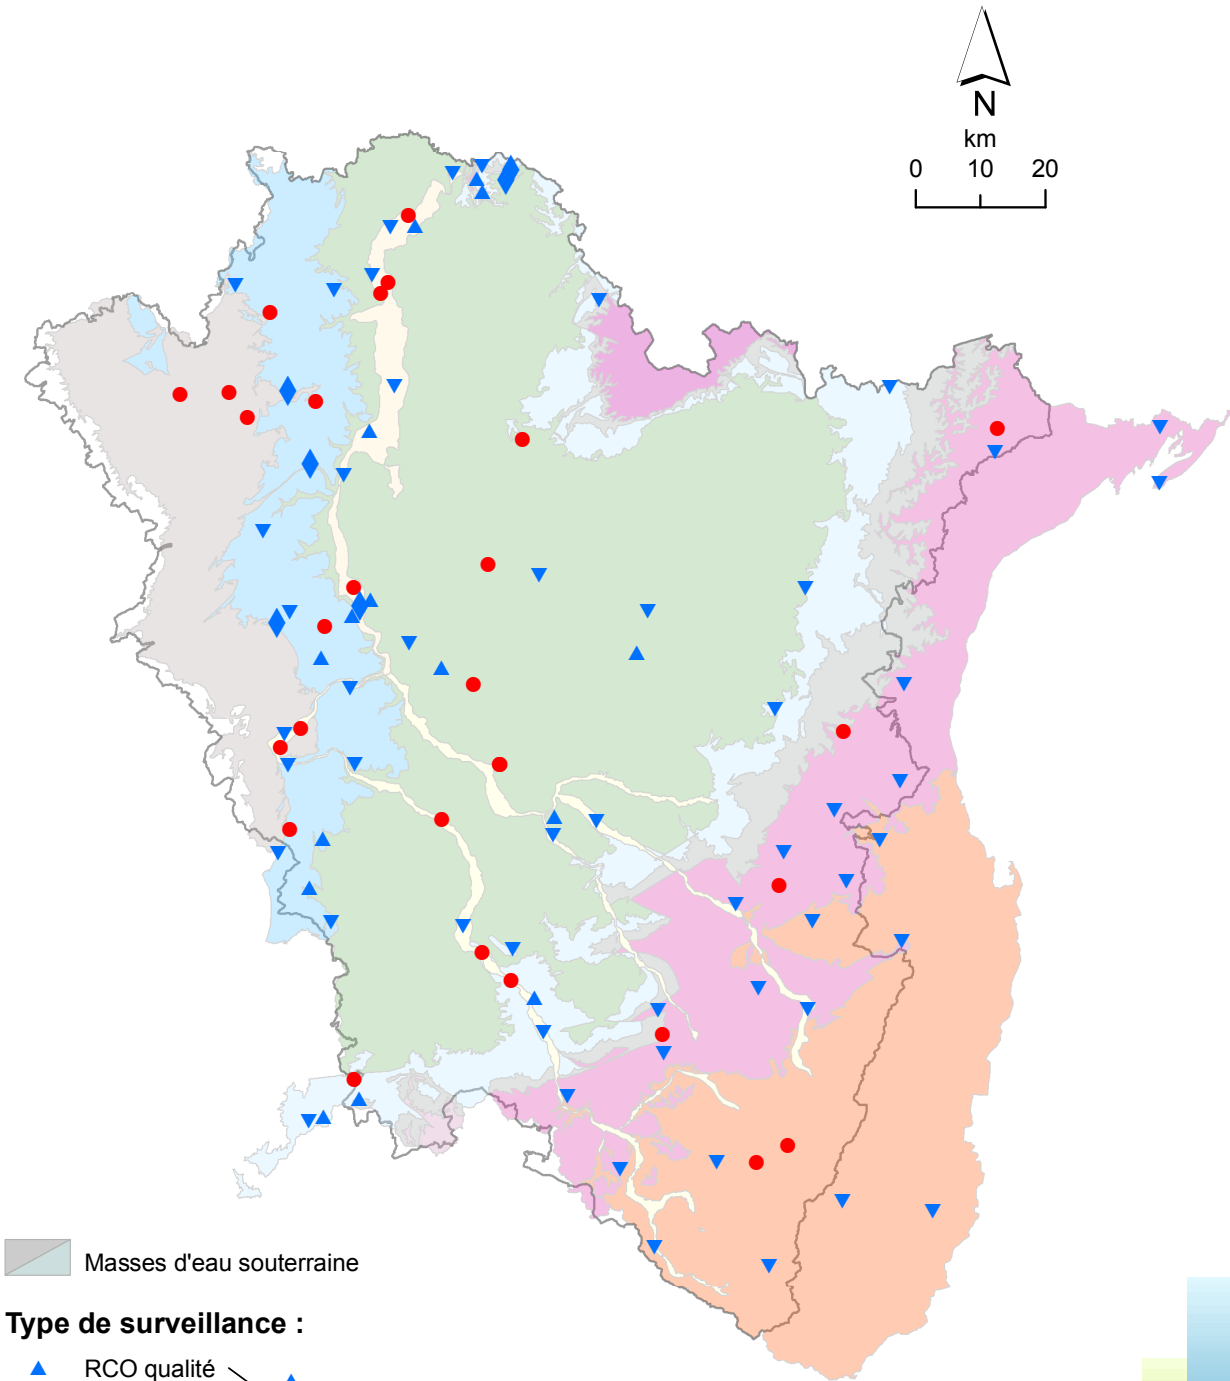 N
km
0 10 20
Masses d'eau souterraine
Type de surveillance :
RCO qualité